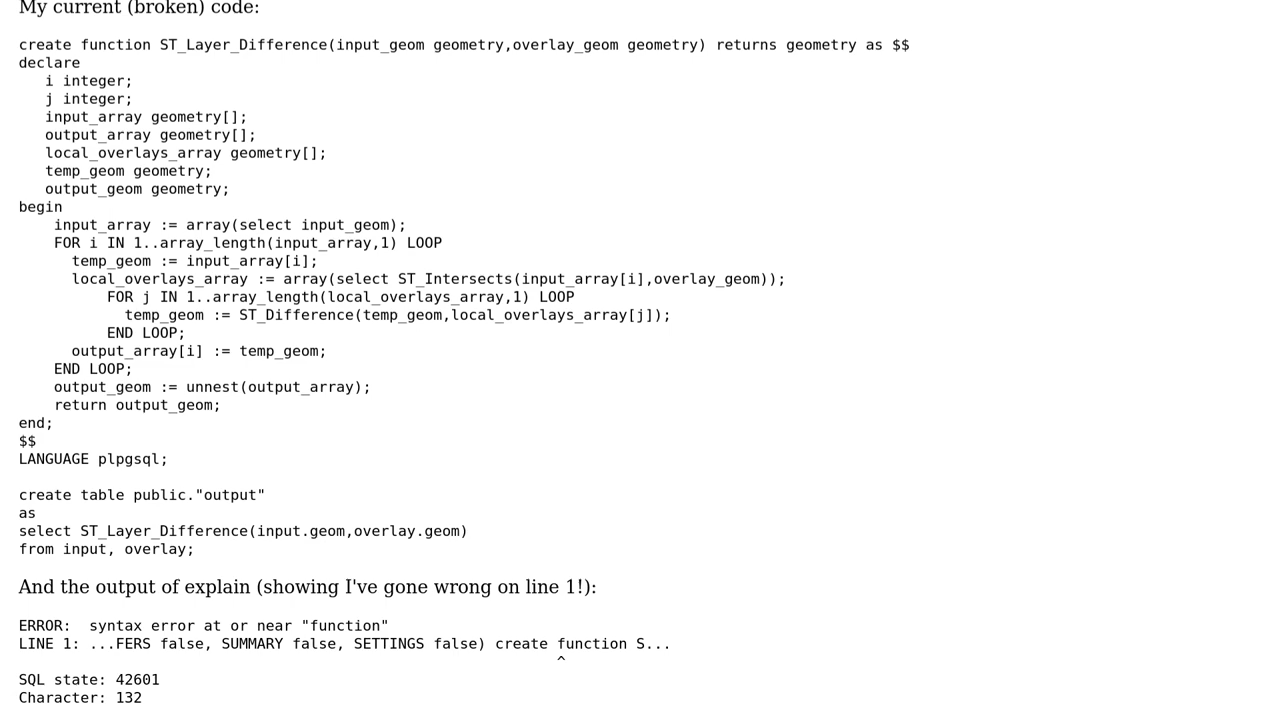 My current (broken) code:
create function ST_Layer_Difference(input_geom geometry,overlay_geom geometry) returns geometry as $$
declare
   i integer;
   j integer;
   input_array geometry[];
   output_array geometry[];
   local_overlays_array geometry[];
   temp_geom geometry;
   output_geom geometry;
begin
    input_array := array(select input_geom);
    FOR i IN 1..array_length(input_array,1) LOOP
      temp_geom := input_array[i];
      local_overlays_array := array(select ST_Intersects(input_array[i],overlay_geom));
          FOR j IN 1..array_length(local_overlays_array,1) LOOP
            temp_geom := ST_Difference(temp_geom,local_overlays_array[j]);
          END LOOP;
      output_array[i] := temp_geom;
    END LOOP;
    output_geom := unnest(output_array);
    return output_geom;
end;
$$
LANGUAGE plpgsql;
create table public."output"
as
select ST_Layer_Difference(input.geom,overlay.geom)
from input, overlay;
And the output of explain (showing I've gone wrong on line 1!):
ERROR:  syntax error at or near "function"
LINE 1: ...FERS false, SUMMARY false, SETTINGS false) create function S...
                                                             ^
SQL state: 42601
Character: 132